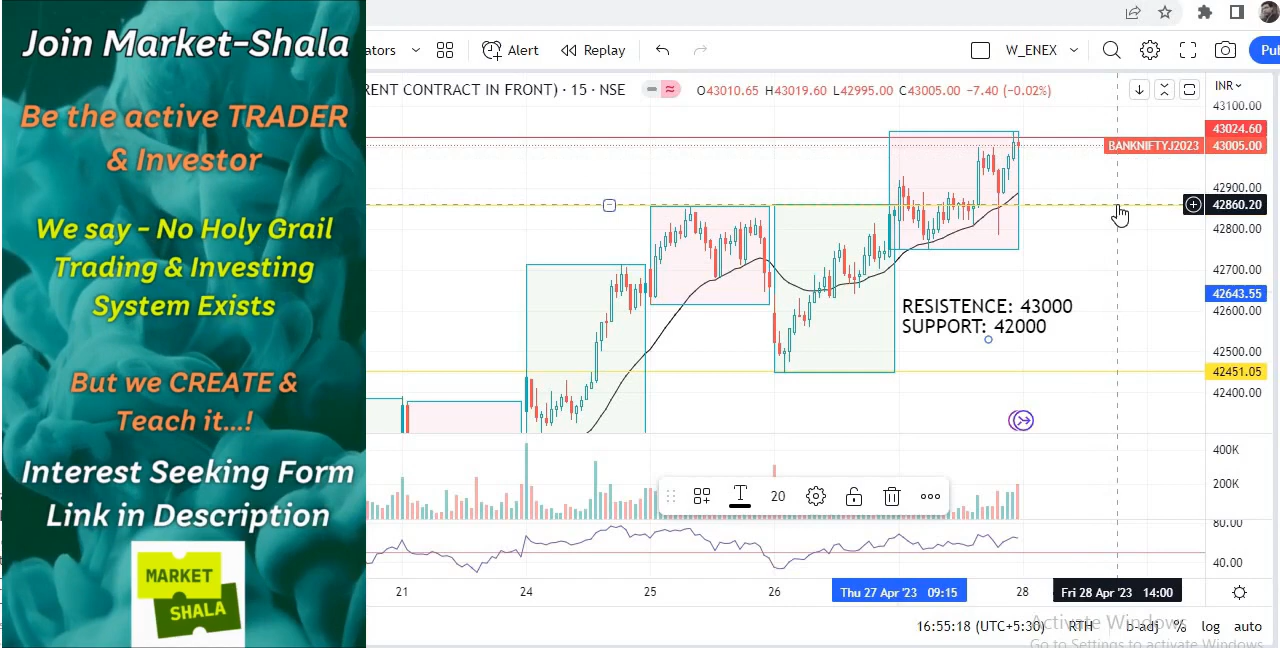 Join Market-Shala
Be the active TRADER
& Investor
We say - No Holy Grail
Trading & Investing
System Exists
But we CREATE &
Teach it...!
Interest Seeking Form
Link in Description
MARKET
SHALA
ators
Alert
Replay
W_ENEX
Pub
RENT CONTRACT IN FRONT) · 15 · NSE
O43010.65 H43019.60 L42995.00 C43005.00 −7.40 (−0.02%)
INR
43100.00
43024.60
BANKNIFTYJ2023 43005.00
42900.00
42860.20
42800.00
42700.00
42643.55
42600.00
42500.00
42451.05
42400.00
RESISTENCE: 43000
SUPPORT: 42000
400K
200K
20
80.00
40.00
21 24 25 26 Thu 27 Apr '23 09:15 28 Fri 28 Apr '23 14:00
16:55:18 (UTC+5:30) RTH b-adj % log auto
Activate Windows
Go to Settings to activate Windows.